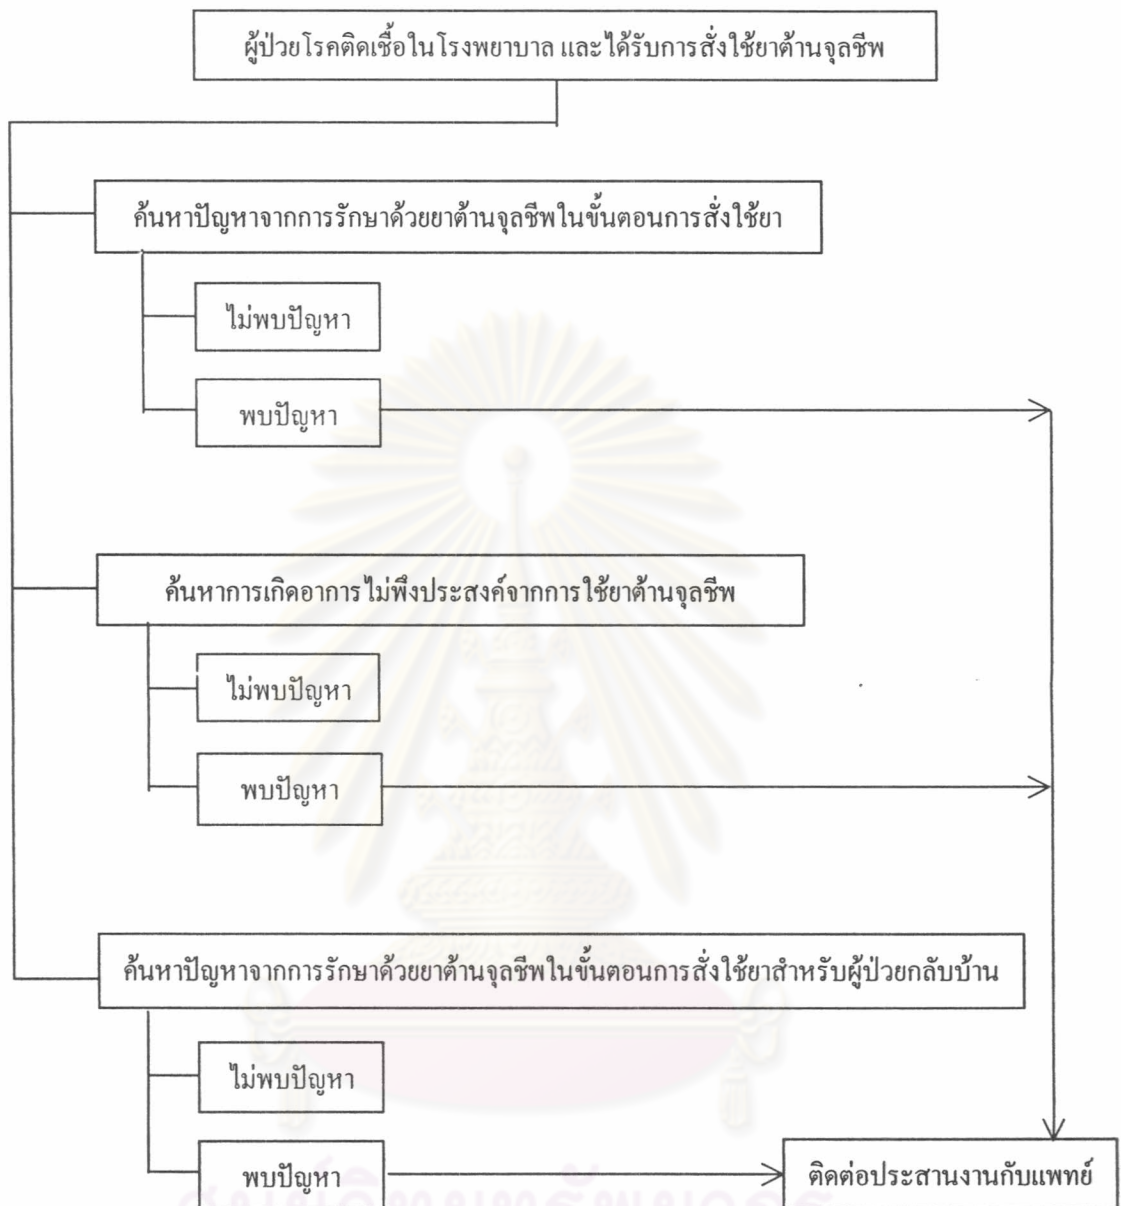 ผู้ป่วยโรคติดเชื้อในโรงพยาบาล และได้รับการสั่งใช้ยาต้านจุลชีพ
ค้นหาปัญหาจากการรักษาด้วยยาต้านจุลชีพในขั้นตอนการสั่งใช้ยา
ไม่พบปัญหา
พบปัญหา
ค้นหาการเกิดอาการไม่พึงประสงค์จากการใช้ยาต้านจุลชีพ
ไม่พบปัญหา
พบปัญหา
ค้นหาปัญหาจากการรักษาด้วยยาต้านจุลชีพในขั้นตอนการสั่งใช้ยาสำหรับผู้ป่วยกลับบ้าน
ไม่พบปัญหา
พบปัญหา
ติดต่อประสานงานกับแพทย์